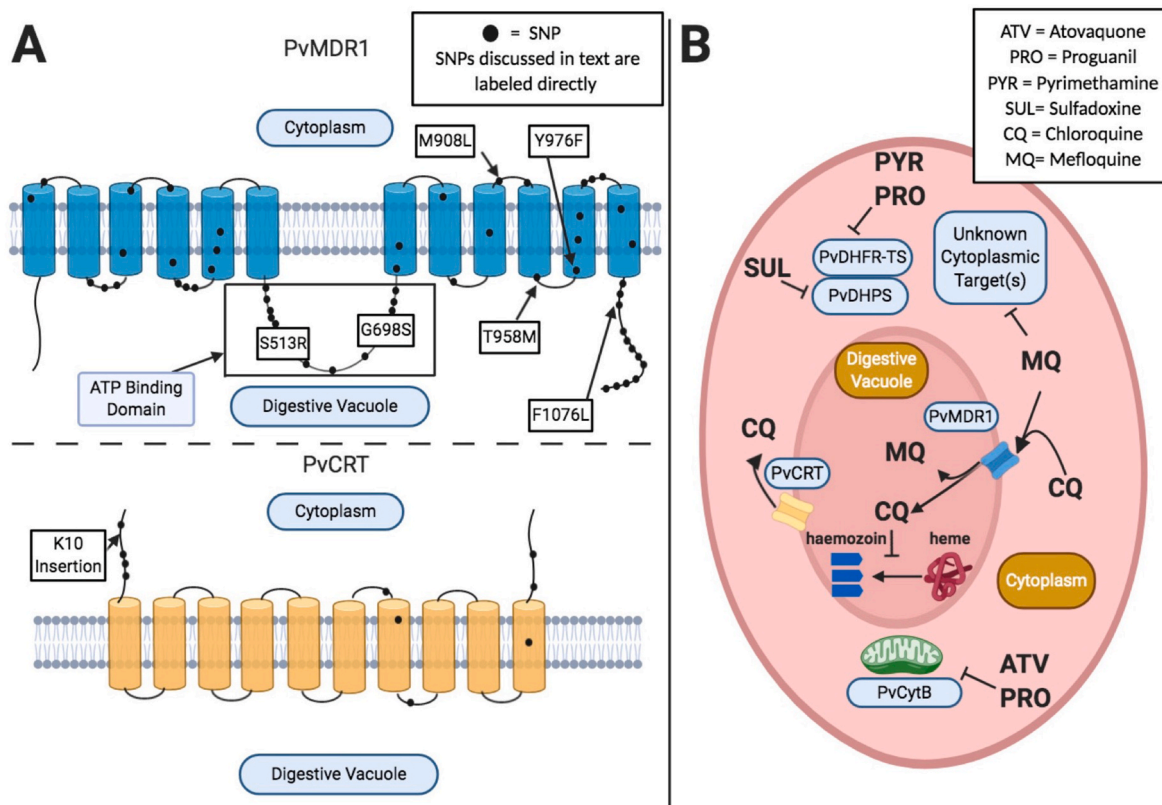 A
PvMDR1
= SNP
SNPs discussed in text are
labeled directly
Cytoplasm
M908L
Y976F
S513R
G698S
T958M
ATP Binding
Domain
Digestive Vacuole
F1076L
PvCRT
Cytoplasm
K10
Insertion
Digestive Vacuole
B
ATV = Atovaquone
PRO = Proguanil
PYR = Pyrimethamine
SUL= Sulfadoxine
CQ = Chloroquine
MQ= Mefloquine
PYR
PRO
PvDHFR-TS
SUL
PvDHPS
Unknown
Cytoplasmic
Target(s)
Digestive
Vacuole
MQ
PvMDR1
CQ
MQ
PvCRT
CQ
CQ
haemozoin
heme
Cytoplasm
ATV
PRO
PvCytB